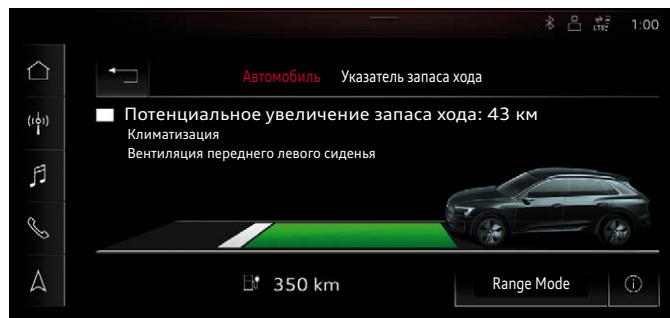 LTE
1:00
Автомобиль Указатель запаса хода
Потенциальное увеличение запаса хода: 43 км
Климатизация
Вентиляция переднего левого сиденья
350 km
Range Mode